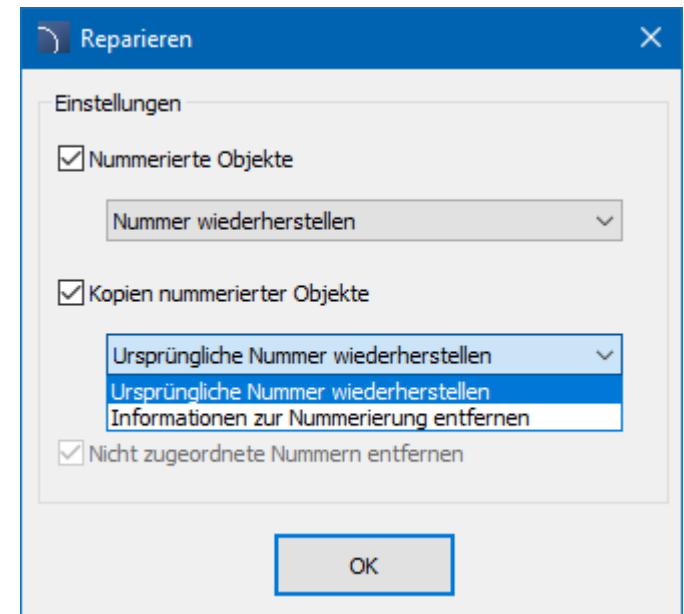 Reparieren
Einstellungen
Nummerierte Objekte
Nummer wiederherstellen
Kopien nummerierter Objekte
Ursprüngliche Nummer wiederherstellen
Ursprüngliche Nummer wiederherstellen
Informationen zur Nummerierung entfernen
Nicht zugeordnete Nummern entfernen
OK